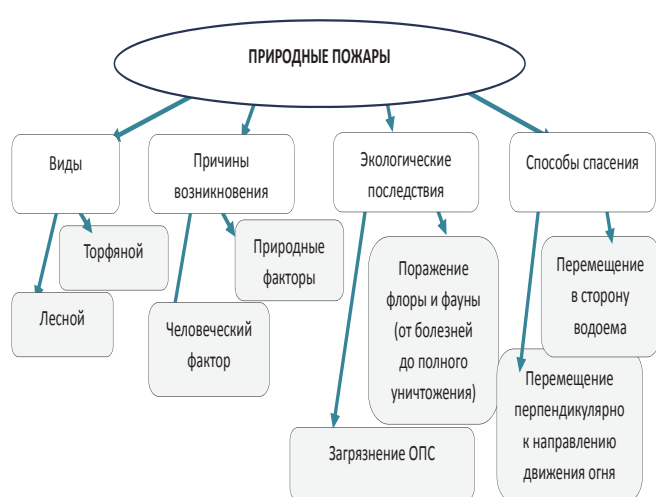 ПРИРОДНЫЕ ПОЖАРЫ
Виды
Причины
возникновения
Экологические
последствия
Способы спасения
Торфяной
Лесной
Природные
факторы
Человеческий
фактор
Поражение
флоры и фауны
(от болезней
до полного
уничтожения)
Загрязнение ОПС
Перемещение
в сторону
водоема
Перемещение
перпендикулярно
к направлению
движения огня